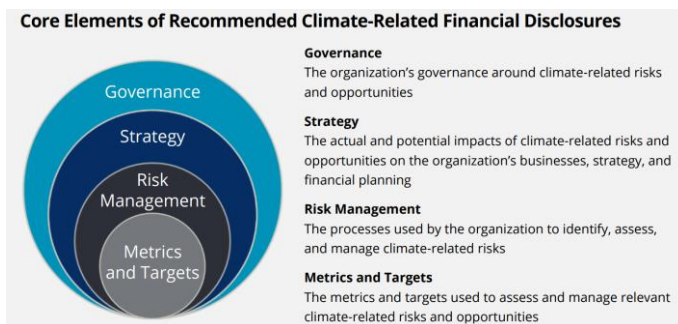 Core Elements of Recommended Climate-Related Financial Disclosures
Governance
Strategy
Risk
Management
Metrics
and Targets
Governance
The organization’s governance around climate-related risks
and opportunities
Strategy
The actual and potential impacts of climate-related risks and
opportunities on the organization’s businesses, strategy, and
financial planning
Risk Management
The processes used by the organization to identify, assess,
and manage climate-related risks
Metrics and Targets
The metrics and targets used to assess and manage relevant
climate-related risks and opportunities